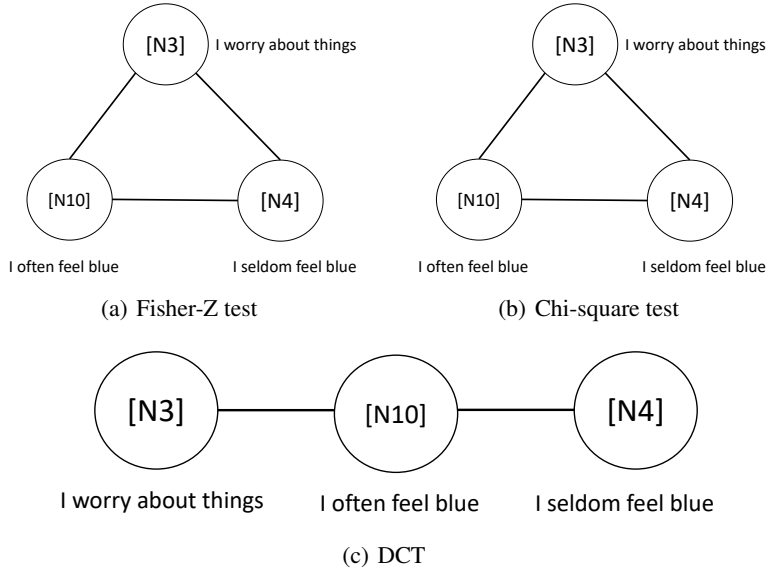 [N3]
I worry about things
[N10]
[N4]
I often feel blue
I seldom feel blue
(a) Fisher-Z test
[N3]
I worry about things
[N10]
[N4]
I often feel blue
I seldom feel blue
(b) Chi-square test
[N3]
[N10]
[N4]
I worry about things
I often feel blue
I seldom feel blue
(c) DCT